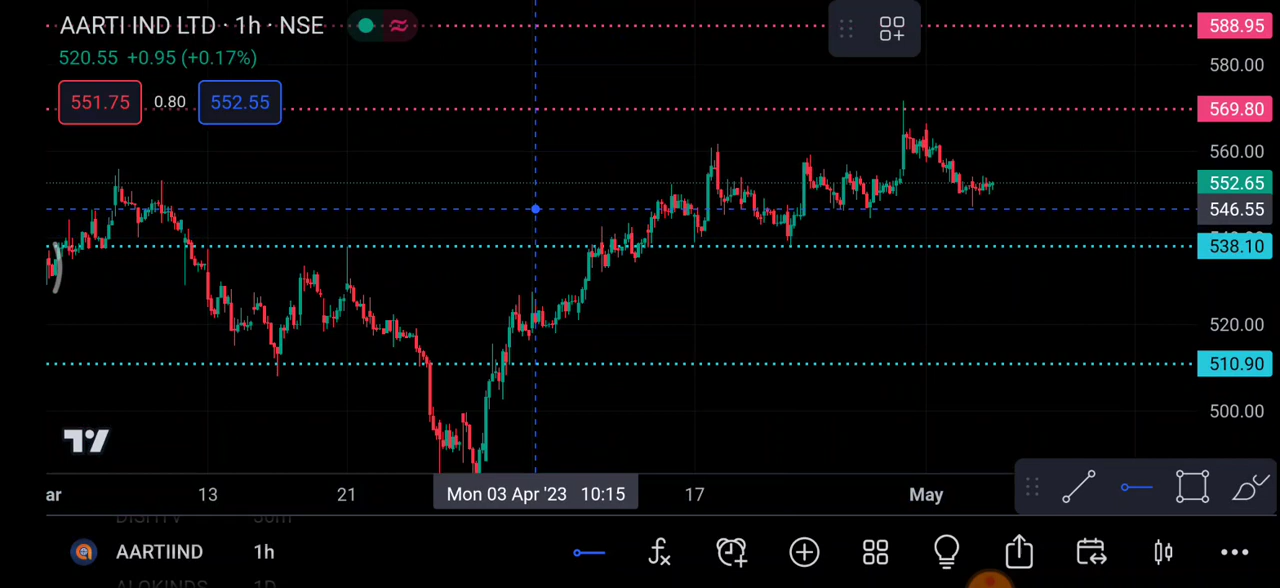 AARTI IND LTD · 1h · NSE
520.55 +0.95 (+0.17%)
551.75 0.80 552.55
588.95
580.00
569.80
560.00
552.65
546.55
538.10
520.00
510.90
500.00
ar 13 21 Mon 03 Apr '23 10:15 17 May
AARTIIND 1h
ALOKINDS 1D